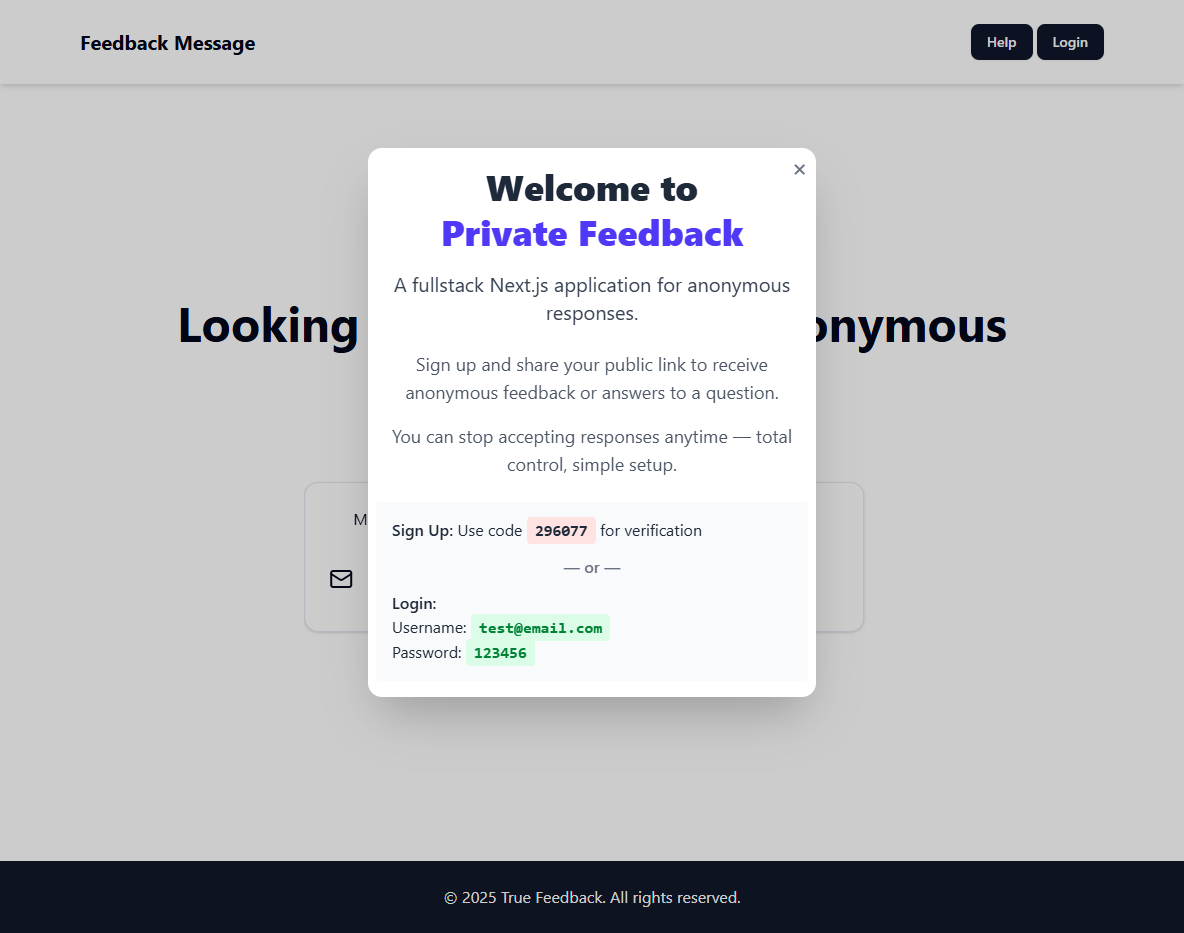 Feedback Message
Help
Login
×
Welcome to
Private Feedback
A fullstack Next.js application for anonymous
responses.
Looking
Sign up and share your public link to receive
anonymous feedback or answers to a question.
You can stop accepting responses anytime — total
control, simple setup.
Sign Up: Use code 296077 for verification
— or —
Login:
Username: test@email.com
Password: 123456
© 2025 True Feedback. All rights reserved.